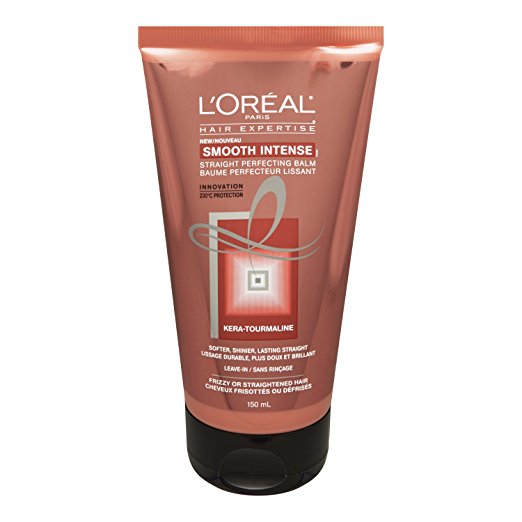 L'ORÉAL
PARIS
HAIR EXPERTISE
NEW/NOUVEAU
SMOOTH INTENSE
STRAIGHT PERFECTING BALM
BAUME PERFECTEUR LISSANT
INNOVATION
230°C PROTECTION
KERA-TOURMALINE
SOFTER, SHINIER, LASTING STRAIGHT
LISSAGE DURABLE, PLUS DOUX ET BRILLANT
LEAVE-IN / SANS RINÇAGE
FRIZZY OR STRAIGHTENED HAIR
CHEVEUX FRISOTTÉS OU DÉFRISÉS
150 mL